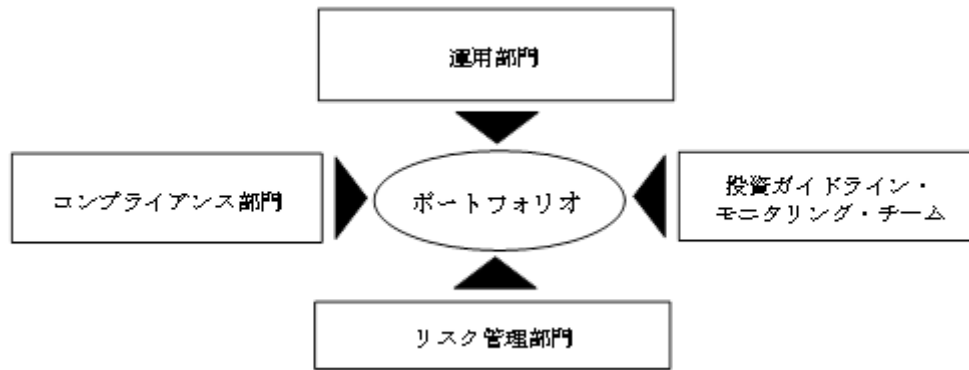 運用部門
コンプライアンス部門
ポートフォリオ
投資ガイドライン・
モニタリング・チーム
リスク管理部門